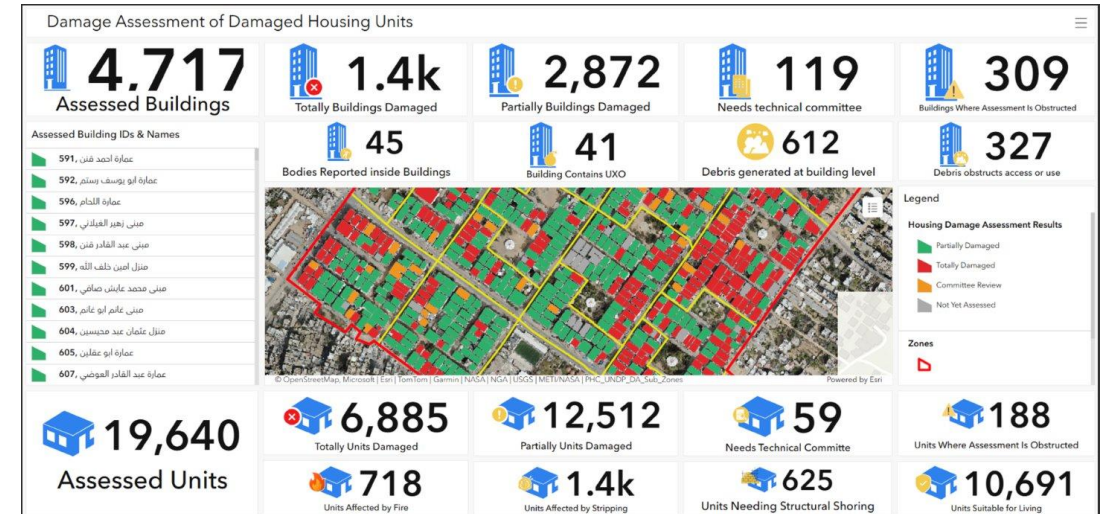 Damage Assessment of Damaged Housing Units
4,717
Assessed Buildings
1.4k
Totally Buildings Damaged
2,872
Partially Buildings Damaged
119
Needs technical committee
309
Buildings Where Assessment Is Obstructed
Assessed Building IDs & Names
591, عمارة احمد قنن
592, عمارة ابو يوسف رستم
596, عمارة اللحام
597, مبنى زهير الغيلاني
598, مبنى عبد القادر قنن
599, منزل امين خلف الله
601, مبنى محمد عايش صافي
603, مبنى غانم ابو غانم
604, منزل عثمان عبد محيسين
605, عمارة ابو عقلين
607, عمارة عبد القادر العوضي
45
Bodies Reported inside Buildings
41
Building Contains UXO
612
Debris generated at building level
327
Debris obstructs access or use
© OpenStreetMap, Microsoft | Esri | TomTom | Garmin | NASA | NGA | USGS | METI/NASA | PHC_UNDP_DA_Sub_Zones
Powered by Esri
Legend
Housing Damage Assessment Results
Partially Damaged
Totally Damaged
Committee Review
Not Yet Assessed
Zones
19,640
Assessed Units
6,885
Totally Units Damaged
12,512
Partially Units Damaged
59
Needs Technical Committe
188
Units Where Assessment Is Obstructed
718
Units Affected by Fire
1.4k
Units Affected by Stripping
625
Units Needing Structural Shoring
10,691
Units Suitable for Living